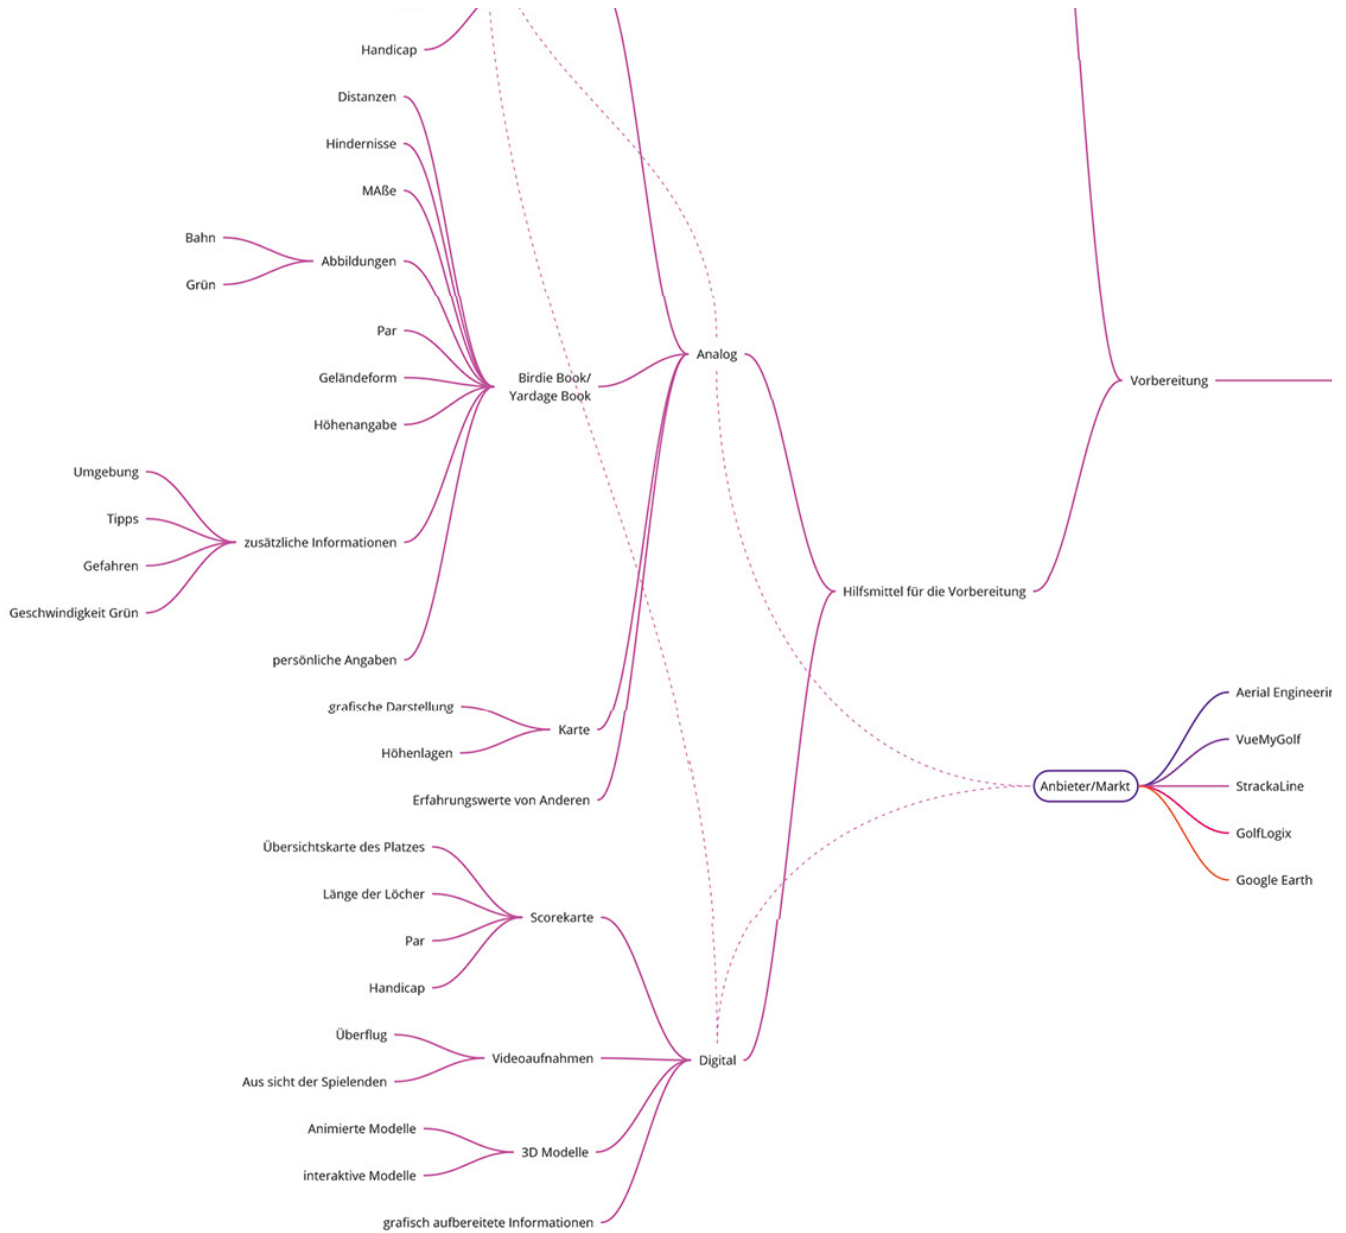 Handicap
Distanzen
Hindernisse
MAße
Bahn
Abbildungen
Grün
Par
Analog
Geländeform
Birdie Book/
Yardage Book
Vorbereitung
Höhenangabe
Umgebung
Tipps
zusätzliche Informationen
Gefahren
Hilfsmittel für die Vorbereitung
Geschwindigkeit Grün
persönliche Angaben
Aerial
grafische Darstellung
Karte
VueMyGolf
Höhenlagen
Anbieter/Markt
StrackaLine
Erfahrungswerte von Anderen
GolfLogix
Übersichtskarte des Platzes
Google Earth
Länge der Löcher
Scorekarte
Par
Handicap
Überflug
Videoaufnahmen
Digital
Aus sicht der Spielenden
Animierte Modelle
3D Modelle
interaktive Modelle
grafisch aufbereitete Informationen